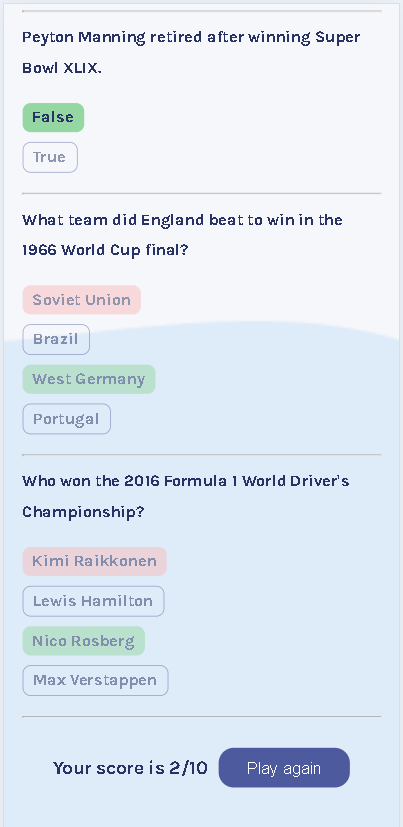 Peyton Manning retired after winning Super
Bowl XLIX.
False
True
What team did England beat to win in the
1966 World Cup final?
Soviet Union
Brazil
West Germany
Portugal
Who won the 2016 Formula 1 World Driver's
Championship?
Kimi Raikkonen
Lewis Hamilton
Nico Rosberg
Max Verstappen
Your score is 2/10 Play again